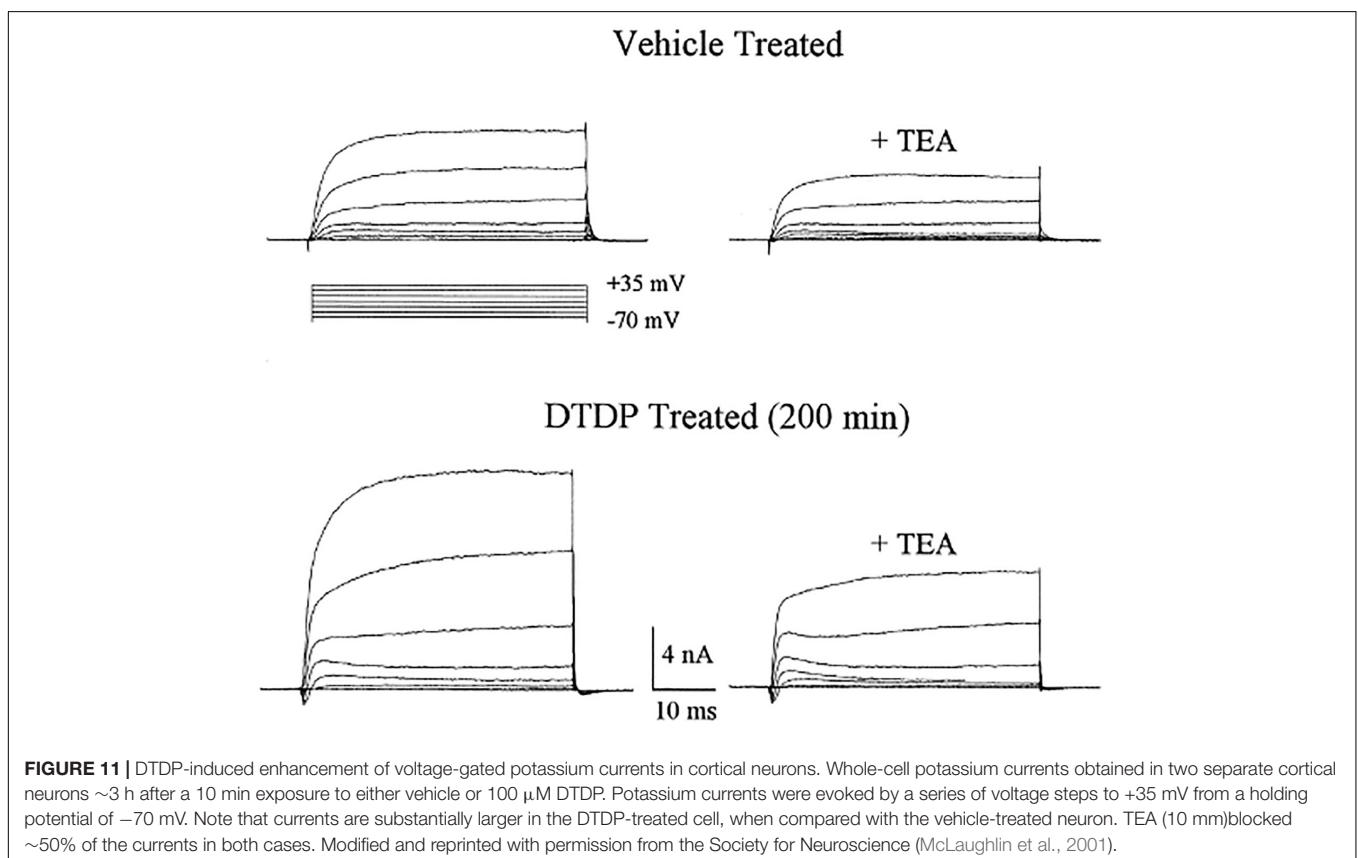 Vehicle Treated
+ TEA
+35 mV
-70 mV
DTDP Treated (200 min)
+ TEA
4 nA
10 ms
FIGURE 11 | DTDP-induced enhancement of voltage-gated potassium currents in cortical neurons. Whole-cell potassium currents obtained in two separate cortical
neurons ∼3 h after a 10 min exposure to either vehicle or 100 μM DTDP. Potassium currents were evoked by a series of voltage steps to +35 mV from a holding
potential of −70 mV. Note that currents are substantially larger in the DTDP-treated cell, when compared with the vehicle-treated neuron. TEA (10 mm)blocked
∼50% of the currents in both cases. Modified and reprinted with permission from the Society for Neuroscience (McLaughlin et al., 2001).